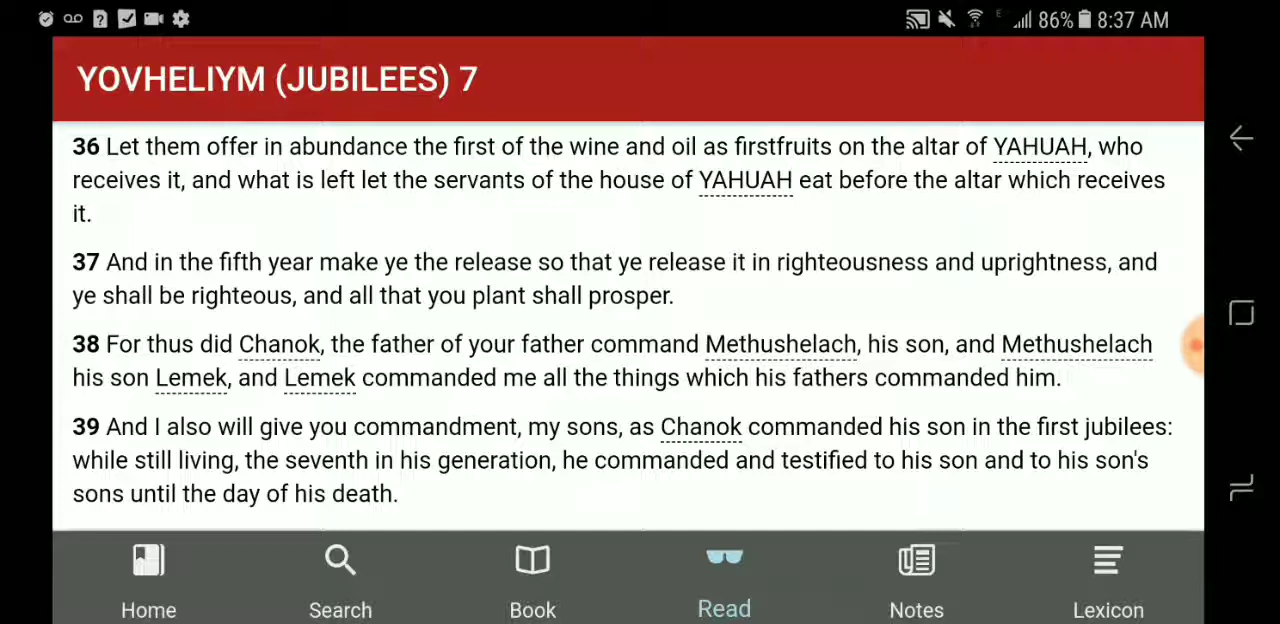 86% 8:37 AM
YOVHELIYM (JUBILEES) 7
36 Let them offer in abundance the first of the wine and oil as firstfruits on the altar of YAHUAH, who
receives it, and what is left let the servants of the house of YAHUAH eat before the altar which receives
it.
37 And in the fifth year make ye the release so that ye release it in righteousness and uprightness, and
ye shall be righteous, and all that you plant shall prosper.
38 For thus did Chanok, the father of your father command Methushelach, his son, and Methushelach
his son Lemek, and Lemek commanded me all the things which his fathers commanded him.
39 And I also will give you commandment, my sons, as Chanok commanded his son in the first jubilees:
while still living, the seventh in his generation, he commanded and testified to his son and to his son's
sons until the day of his death.
Home Search Book Read Notes Lexicon